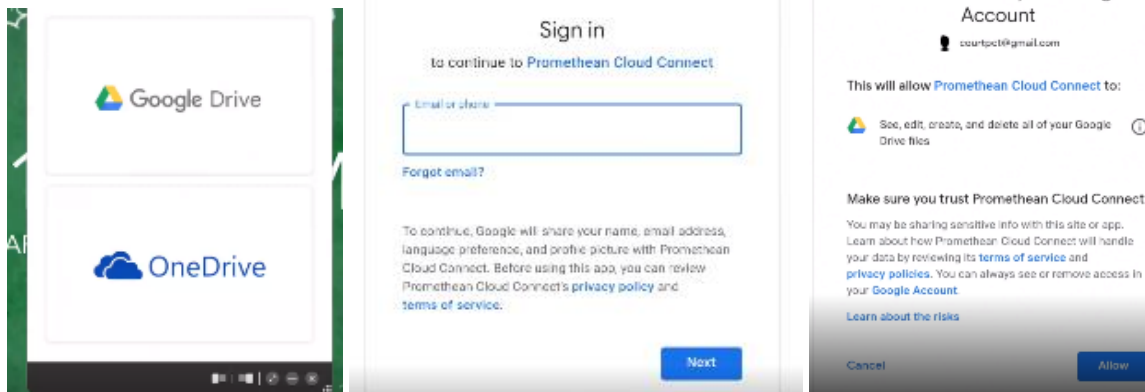 Google Drive
OneDrive
Sign in
to continue to Promethean Cloud Connect
Email or phone
Forgot email?
To continue, Google will share your name, email address,
language preference, and profile picture with Promethean
Cloud Connect. Before using this app, you can review
Promethean Cloud Connect's privacy policy and
terms of service.
Next
Account
courtpet@gmail.com
This will allow Promethean Cloud Connect to:
See, edit, create, and delete all of your Google
Drive files
Make sure you trust Promethean Cloud Connect
You may be sharing sensitive info with this site or app.
Learn about how Promethean Cloud Connect will handle
your data by reviewing its terms of service and
privacy policies. You can always see or remove access in
your Google Account.
Learn about the risks
Cancel
Allow